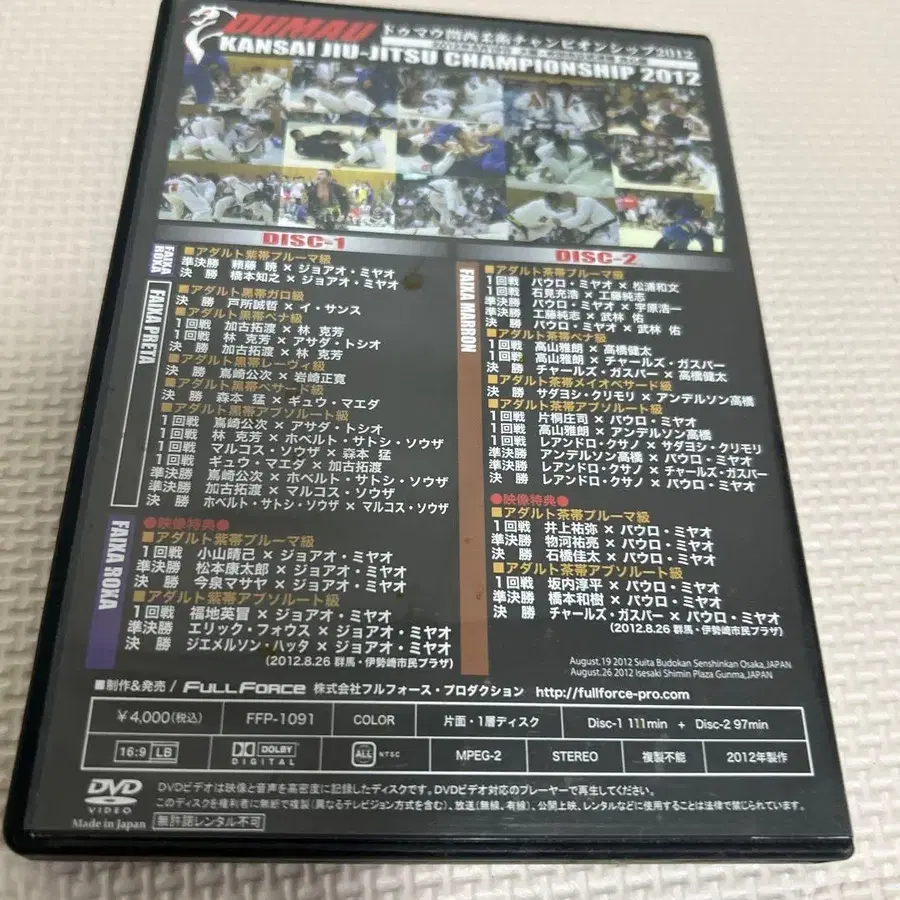 DUMAU
ドゥマウ関西柔術チャンピオンシップ2012
KANSAI JIU-JITSU CHAMPIONSHIP 2012
DISC-1
FAIXA ROXA
■アダルト紫帯プルーマ級
準決勝 頼藤 暁 × ジョアオ・ミヤオ
決 勝 橋本知之 × ジョアオ・ミヤオ
FAIXA PRETA
■アダルト黒帯ガロ級
決 勝 戸所誠哲 × イ・サンス
■アダルト黒帯ペナ級
1回戦 加古拓渡 × 林 克芳
1回戦 林 克芳 × アサダ・トシオ
決 勝 加古拓渡 × 林 克芳
■アダルト黒帯レーヴィ級
決 勝 嶌崎公次 × 岩崎正寛
■アダルト黒帯ペサード級
決 勝 森本 猛 × ギュウ・マエダ
■アダルト黒帯アブソルート級
1回戦 嶌崎公次 × アサダ・トシオ
1回戦 林 克芳 × ホベルト・サトシ・ソウザ
1回戦 マルコス・ソウザ × 森本 猛
1回戦 ギュウ・マエダ × 加古拓渡
準決勝 嶌崎公次 × ホベルト・サトシ・ソウザ
準決勝 加古拓渡 × マルコス・ソウザ
決 勝 ホベルト・サトシ・ソウザ × マルコス・ソウザ
FAIXA ROXA
●映像特典●
■アダルト紫帯プルーマ級
1回戦 小山晴己 × ジョアオ・ミヤオ
準決勝 松本康太郎 × ジョアオ・ミヤオ
決 勝 今泉マサヤ × ジョアオ・ミヤオ
■アダルト紫帯アブソルート級
1回戦 福地英冒 × ジョアオ・ミヤオ
準決勝 エリック・フォウス × ジョアオ・ミヤオ
決 勝 ジエメルソン・ハッタ × ジョアオ・ミヤオ
(2012.8.26 群馬・伊勢崎市民プラザ)
DISC-2
FAIXA MARRON
■アダルト茶帯プルーマ級
1回戦 パウロ・ミヤオ × 松浦和文
1回戦 石見充浩 × 工藤純志
準決勝 パウロ・ミヤオ × 宇原浩一
準決勝 工藤純志 × 武林 佑
決 勝 パウロ・ミヤオ × 武林 佑
■アダルト茶帯ペナ級
1回戦 高山雅朗 × 高橋健太
1回戦 高山雅朗 × チャールズ・ガスパー
決 勝 チャールズ・ガスパー × 高橋健太
■アダルト茶帯メイオペサード級
決 勝 サダヨシ・クリモリ × アンデルソン高橋
■アダルト茶帯アブソルート級
1回戦 片桐庄司 × パウロ・ミヤオ
1回戦 高山雅朗 × アンデルソン高橋
1回戦 レアンドロ・クサノ × サダヨシ・クリモリ
準決勝 アンデルソン高橋 × パウロ・ミヤオ
準決勝 レアンドロ・クサノ × チャールズ・ガスパー
決 勝 レアンドロ・クサノ × パウロ・ミヤオ
●映像特典●
■アダルト茶帯プルーマ級
1回戦 井上祐弥 × パウロ・ミヤオ
準決勝 物河祐亮 × パウロ・ミヤオ
決 勝 石橋佳太 × パウロ・ミヤオ
■アダルト茶帯アブソルート級
1回戦 坂内淳平 × パウロ・ミヤオ
準決勝 橋本和樹 × パウロ・ミヤオ
決 勝 チャールズ・ガスパー × パウロ・ミヤオ
(2012.8.26 群馬・伊勢崎市民プラザ)
August.19 2012 Suita Budokan Senshinkan Osaka,JAPAN
August.26 2012 Isesaki Shimin Plaza Gunma,JAPAN
■制作&発売 / FULLFORCE 株式会社フルフォース・プロダクション http://fullforce-pro.com
￥4,000(税込) FFP-1091 COLOR 片面・1層ディスク Disc-1 111min + Disc-2 97min
16:9 LB DOLBY DIGITAL ALL NTSC MPEG-2 STEREO 複製不能 2012年製作
DVD VIDEO
DVDビデオは映像と音声を高密度に記録したディスクです。DVDビデオ対応のプレーヤーで再生してください。
このディスクを権利者に無断で複製(異なるテレビジョン方式を含む)、放送(無線、有線)、公開上映、レンタルなどに使用することは法律で禁じられています。
Made in Japan 無許諾レンタル不可